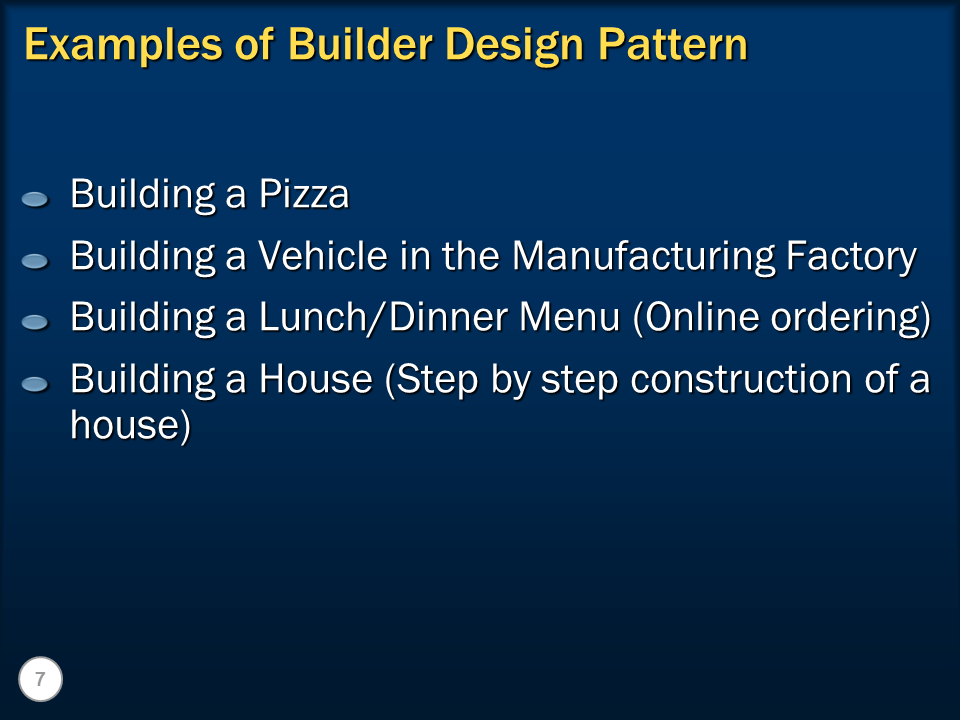 Examples of Builder Design Pattern
Building a Pizza
Building a Vehicle in the Manufacturing Factory
Building a Lunch/Dinner Menu (Online ordering)
Building a House (Step by step construction of a
house)
7